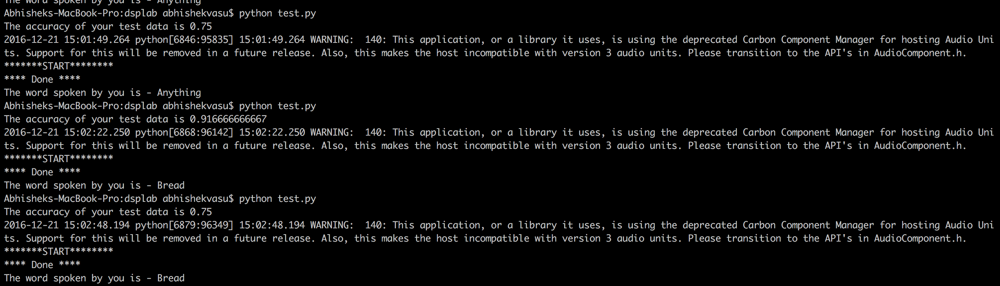 The word spoken by you is - Anything
Abhisheks-MacBook-Pro:dsplab abhishekvasu$ python test.py
The accuracy of your test data is 0.75
2016-12-21 15:01:49.264 python[6846:95835] 15:01:49.264 WARNING:  140: This application, or a library it uses, is using the deprecated Carbon Component Manager for hosting Audio Uni
ts. Support for this will be removed in a future release. Also, this makes the host incompatible with version 3 audio units. Please transition to the API's in AudioComponent.h.
*******START********
**** Done ****
The word spoken by you is - Anything
Abhisheks-MacBook-Pro:dsplab abhishekvasu$ python test.py
The accuracy of your test data is 0.916666666667
2016-12-21 15:02:22.250 python[6868:96142] 15:02:22.250 WARNING:  140: This application, or a library it uses, is using the deprecated Carbon Component Manager for hosting Audio Uni
ts. Support for this will be removed in a future release. Also, this makes the host incompatible with version 3 audio units. Please transition to the API's in AudioComponent.h.
*******START********
**** Done ****
The word spoken by you is - Bread
Abhisheks-MacBook-Pro:dsplab abhishekvasu$ python test.py
The accuracy of your test data is 0.75
2016-12-21 15:02:48.194 python[6879:96349] 15:02:48.194 WARNING:  140: This application, or a library it uses, is using the deprecated Carbon Component Manager for hosting Audio Uni
ts. Support for this will be removed in a future release. Also, this makes the host incompatible with version 3 audio units. Please transition to the API's in AudioComponent.h.
*******START********
**** Done ****
The word spoken by you is - Bread